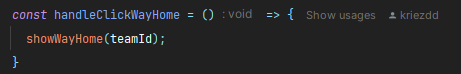 const handleClickWayHome = () :void => { Show usages kriezdd
showWayHome(teamId);
}